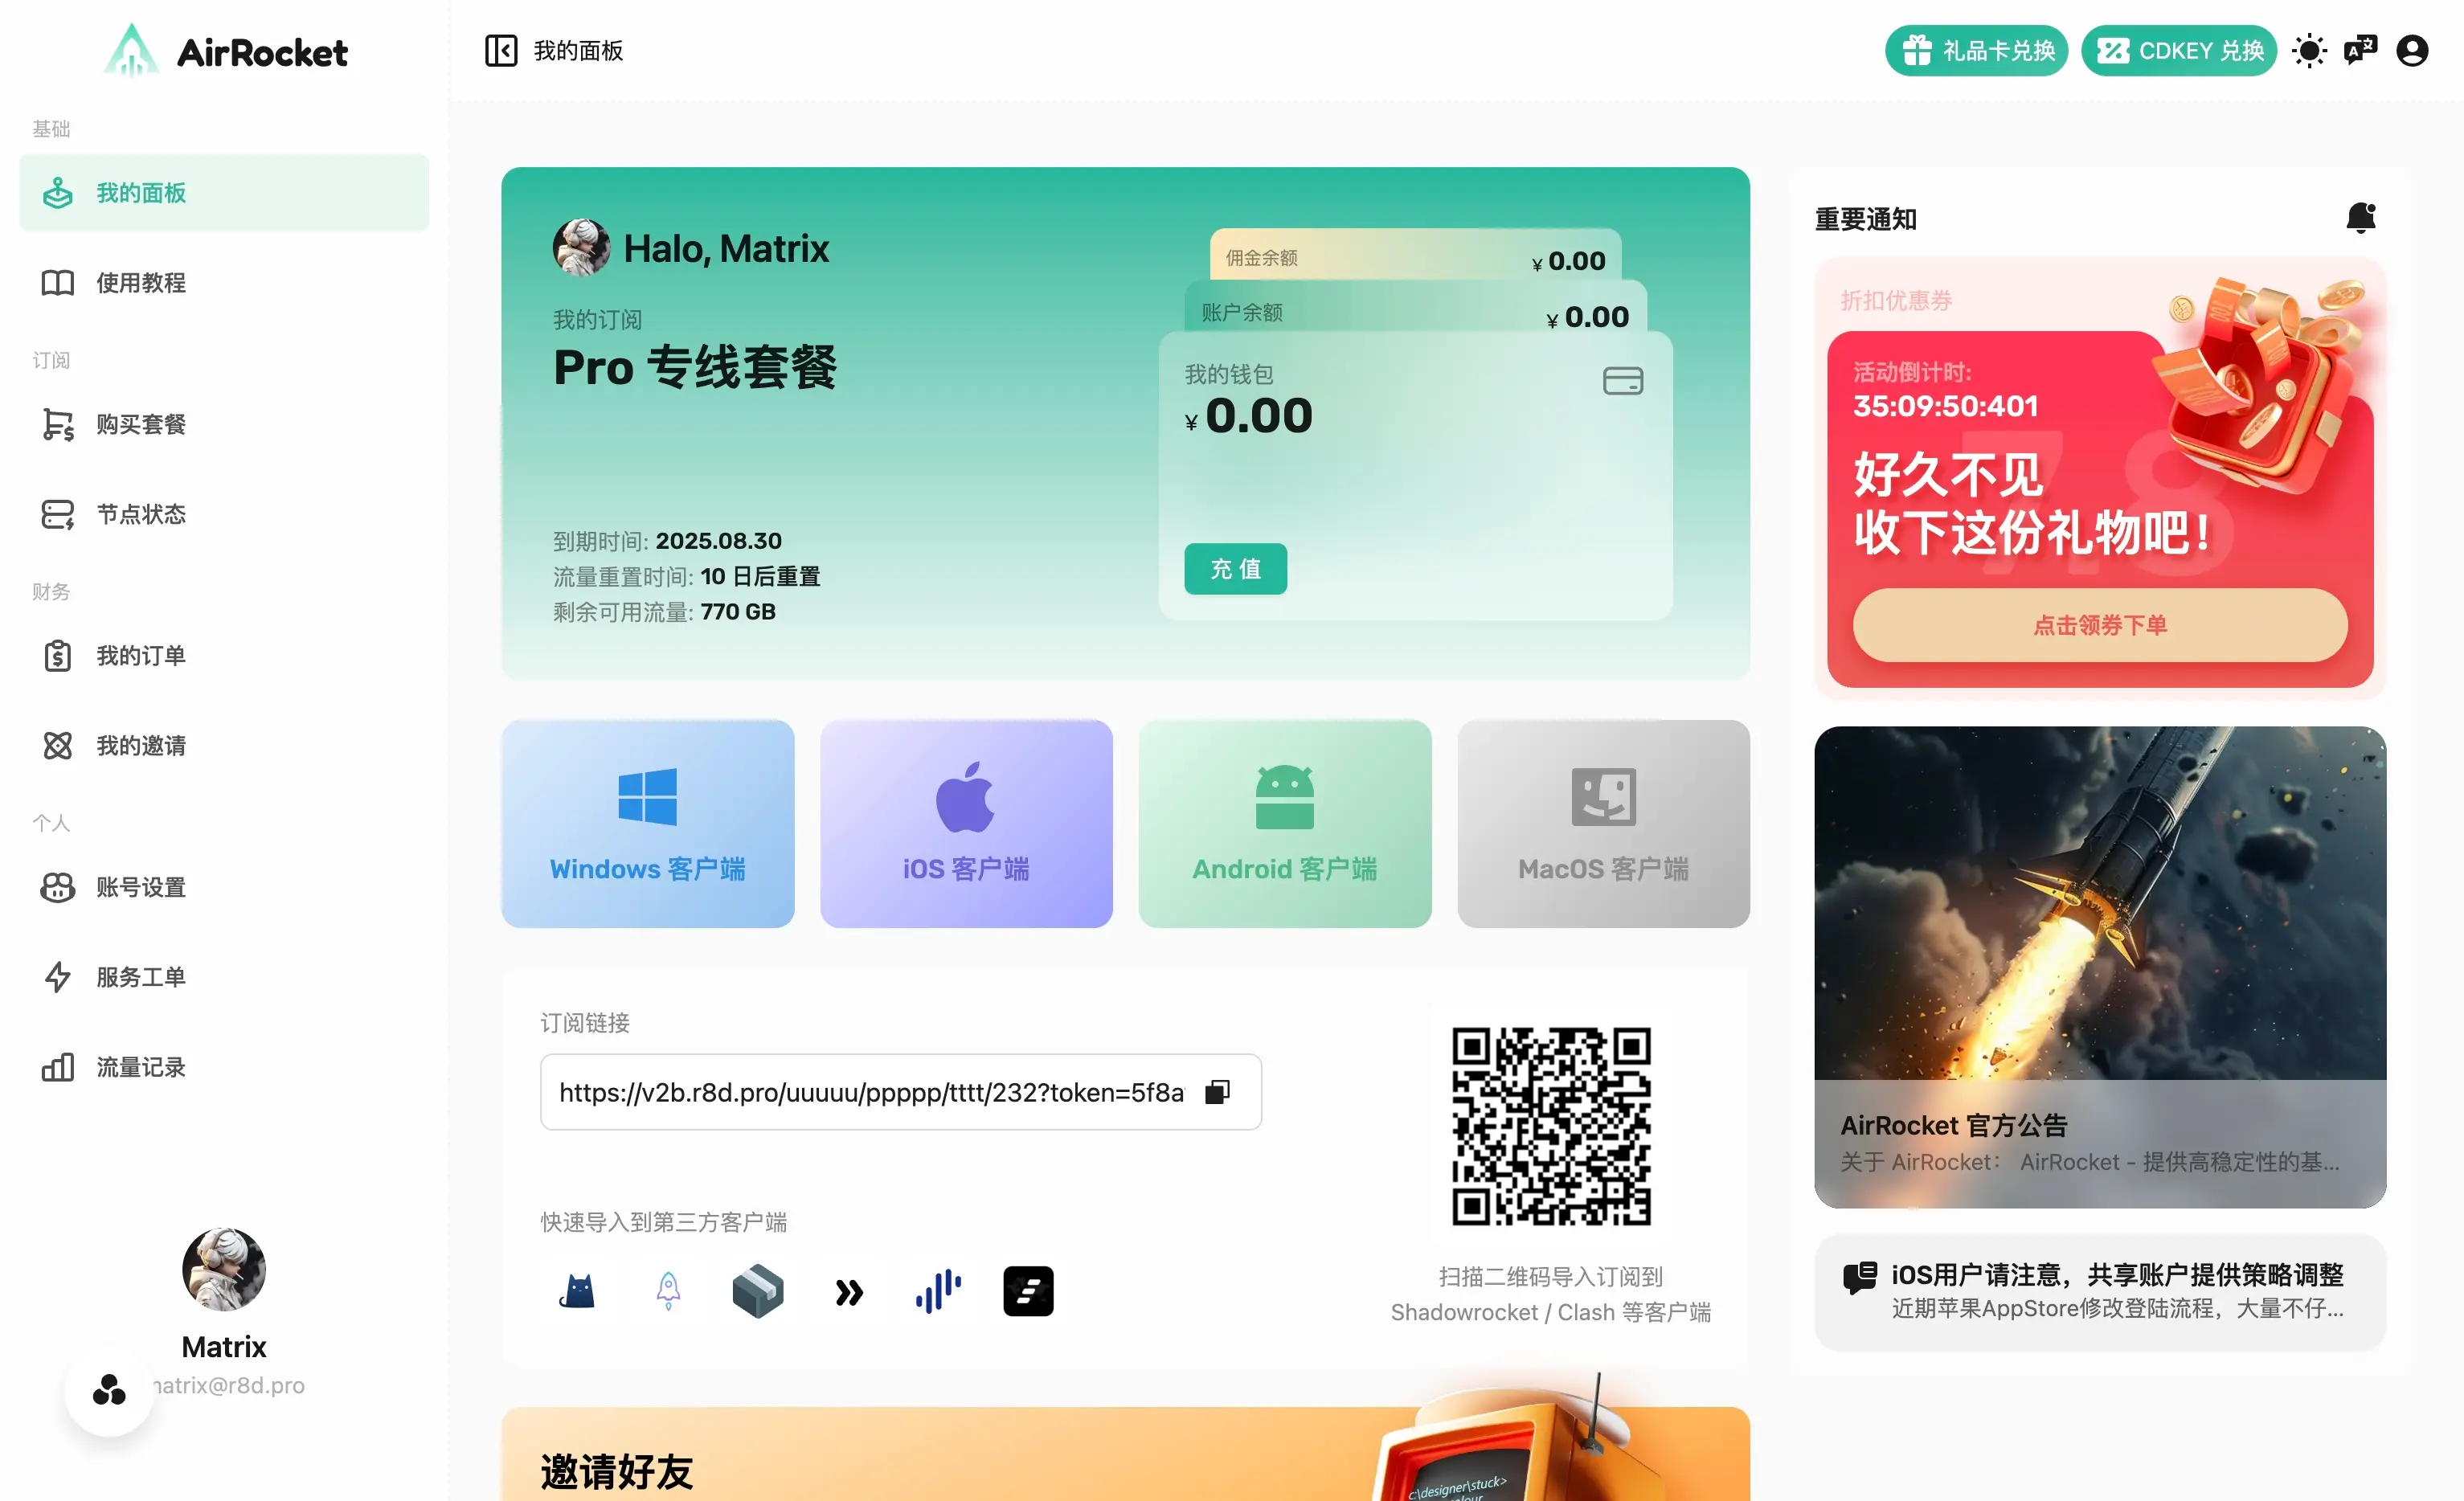 AirRocket
基础
我的面板
使用教程
订阅
购买套餐
节点状态
财务
我的订单
我的邀请
个人
账号设置
服务工单
流量记录
Matrix
matrix@r8d.pro
我的面板
礼品卡兑换
CDKEY 兑换
Halo, Matrix
我的订阅
Pro 专线套餐
到期时间: 2025.08.30
流量重置时间: 10 日后重置
剩余可用流量: 770 GB
佣金余额
¥ 0.00
账户余额
¥ 0.00
我的钱包
¥ 0.00
充 值
Windows 客户端
iOS 客户端
Android 客户端
MacOS 客户端
订阅链接
https://v2b.r8d.pro/uuuuu/ppppp/tttt/232?token=5f8a
快速导入到第三方客户端
扫描二维码导入订阅到
Shadowrocket / Clash 等客户端
邀请好友
c:\designer\stuck>
重要通知
折扣优惠券
活动倒计时:
35:09:50:401
7.8
好久不见
收下这份礼物吧!
点击领券下单
AirRocket 官方公告
关于 AirRocket： AirRocket - 提供高稳定性的基...
iOS用户请注意，共享账户提供策略调整
近期苹果AppStore修改登陆流程，大量不仔...